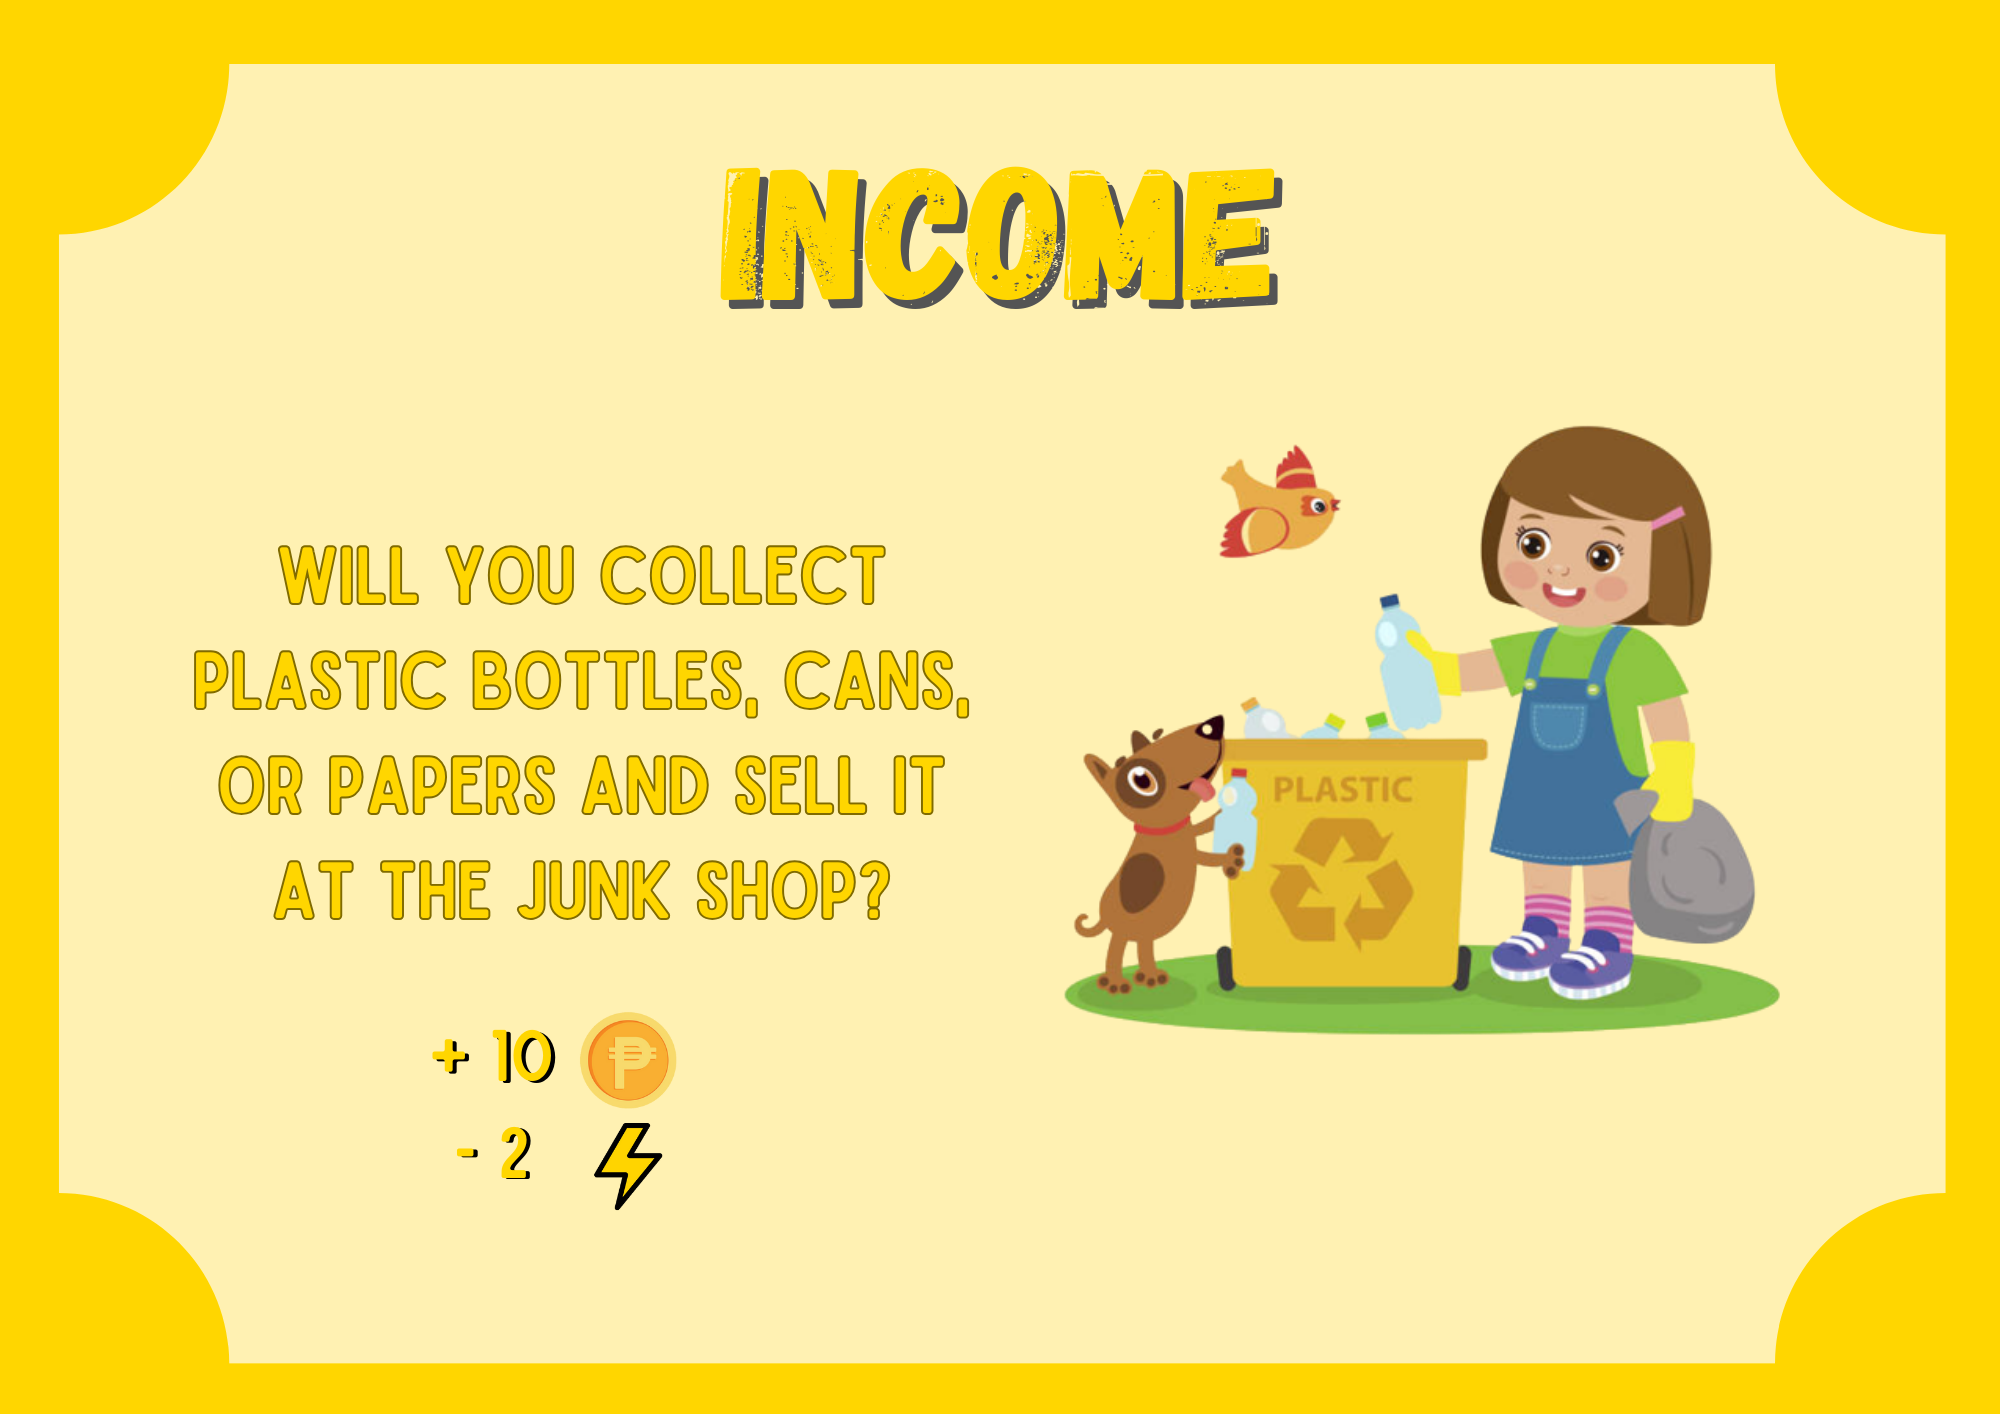 INCOME
WILL YOU COLLECT
PLASTIC BOTTLES, CANS,
OR PAPERS AND SELL IT
AT THE JUNK SHOP?
PLASTIC
+ 10 ₱
- 2